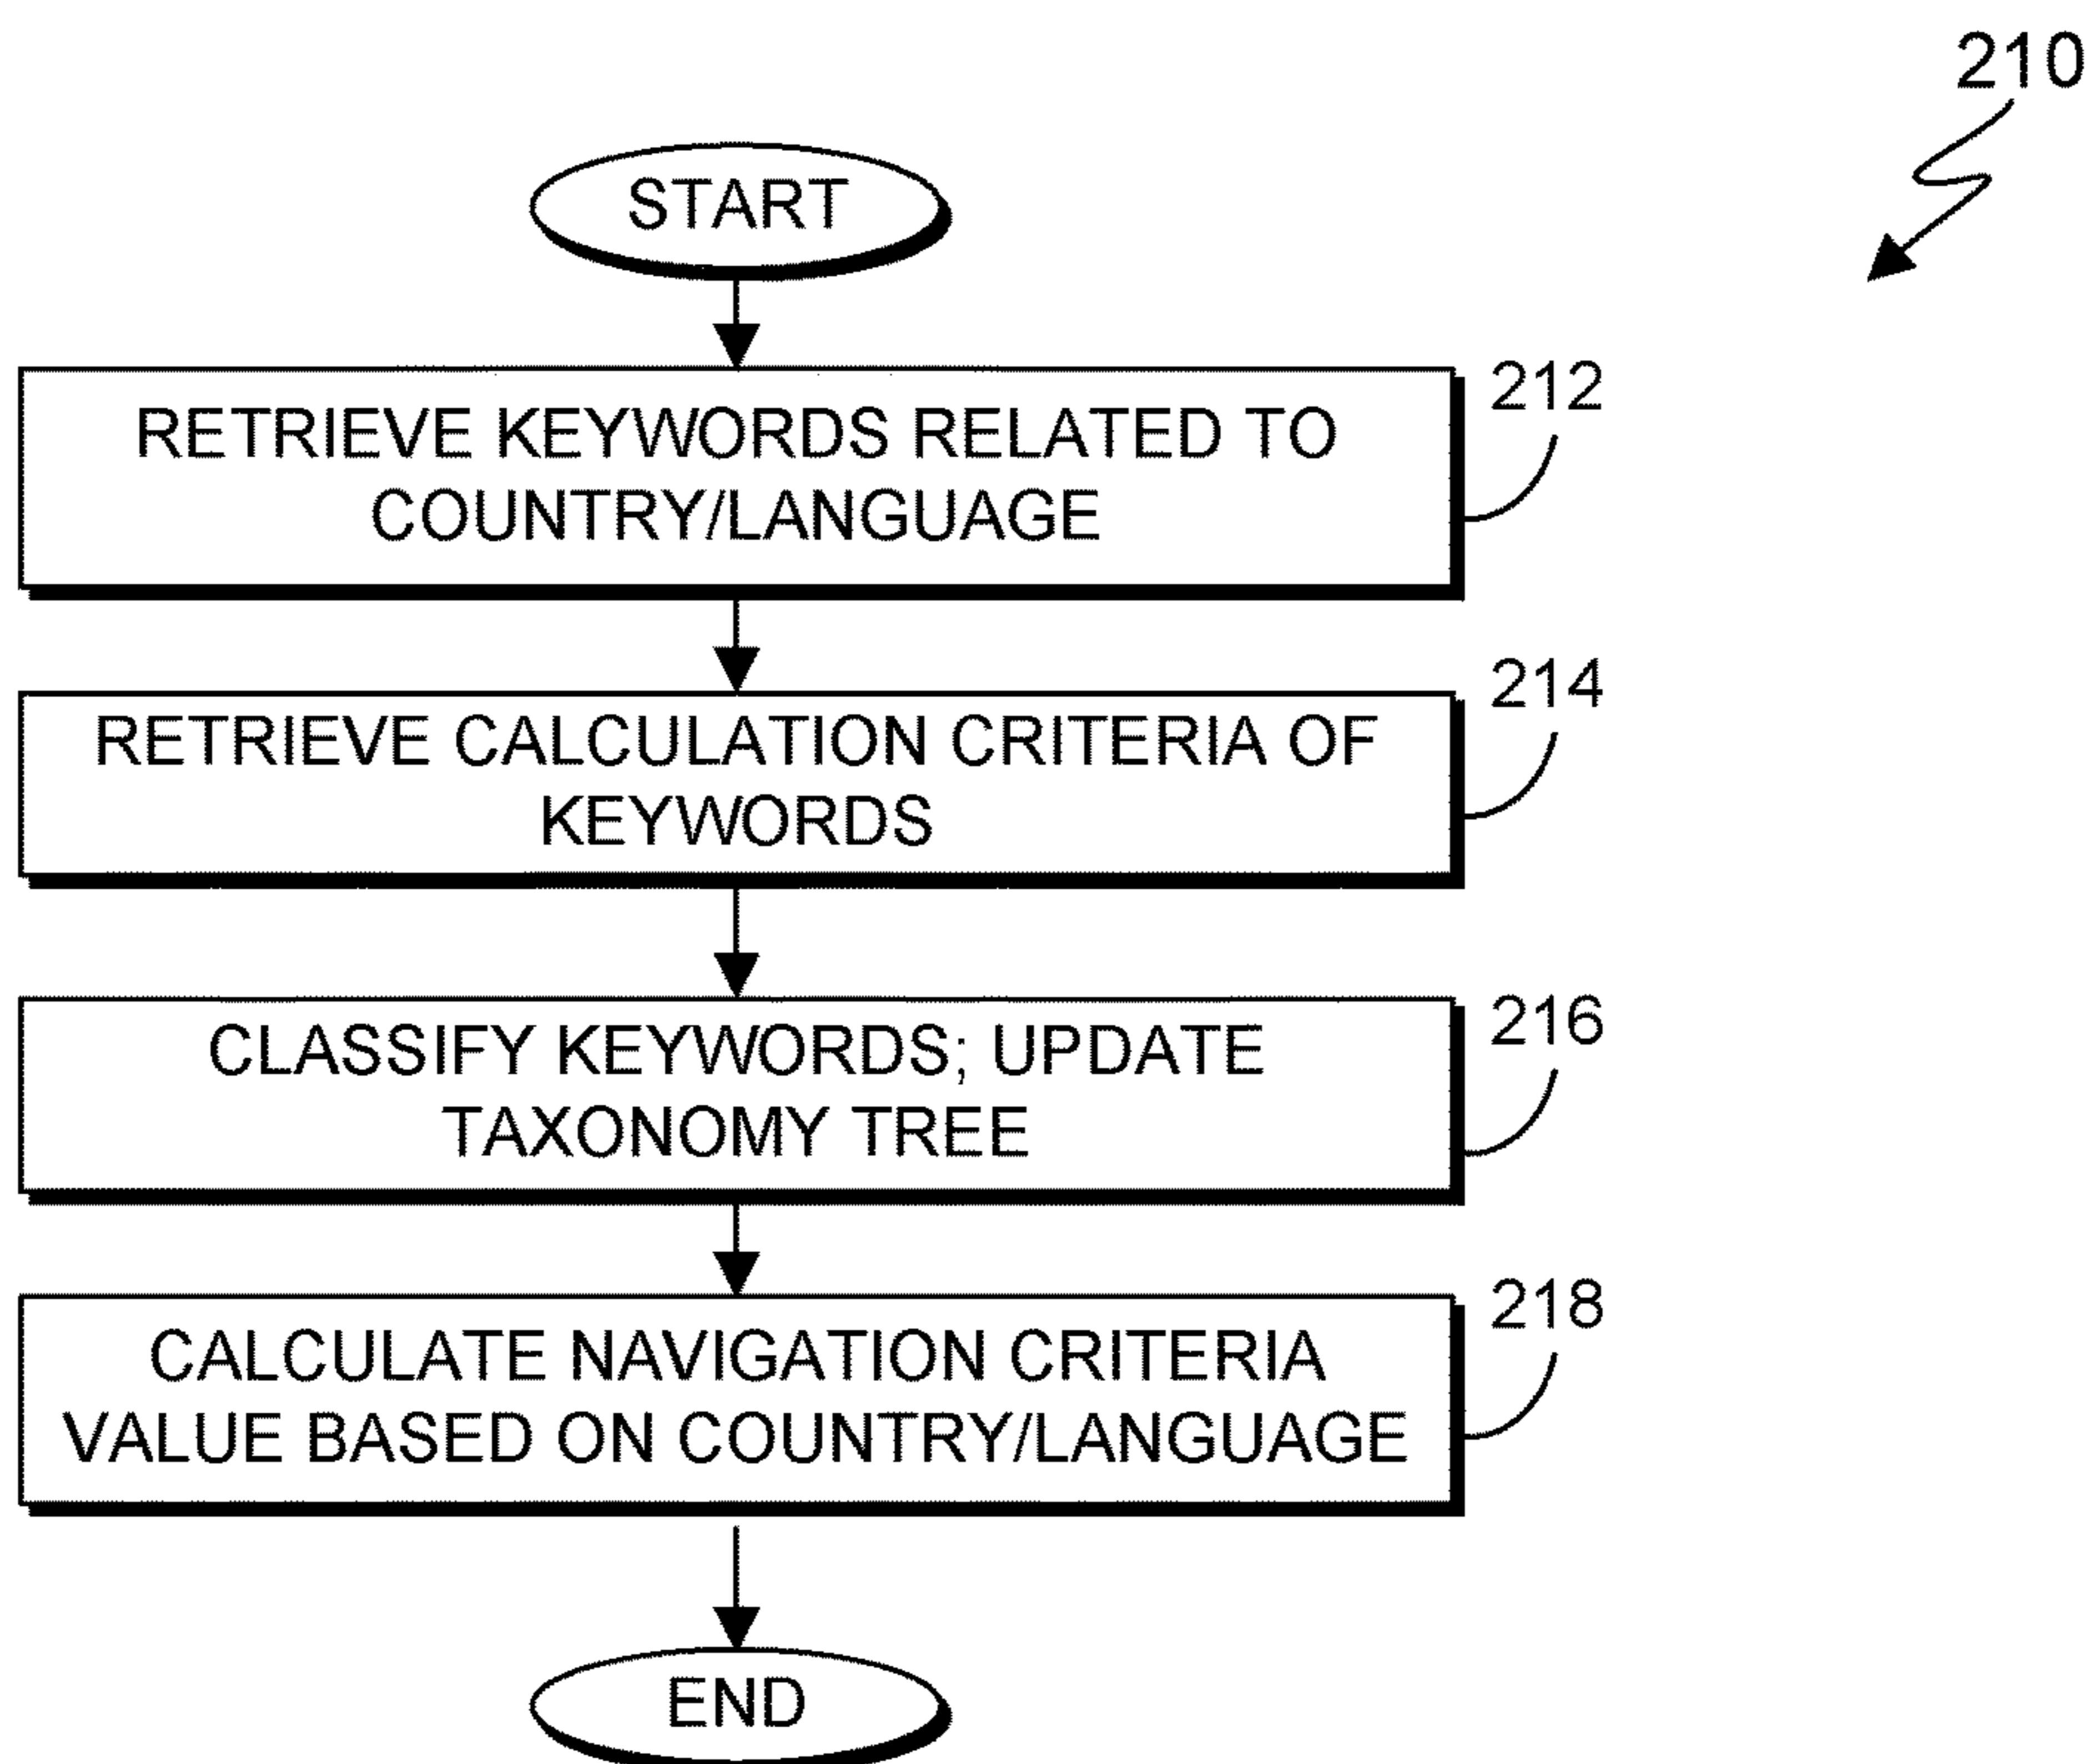 210
START
RETRIEVE KEYWORDS RELATED TO
COUNTRY/LANGUAGE
212
RETRIEVE CALCULATION CRITERIA OF
KEYWORDS
214
CLASSIFY KEYWORDS; UPDATE
TAXONOMY TREE
216
CALCULATE NAVIGATION CRITERIA
VALUE BASED ON COUNTRY/LANGUAGE
218
END